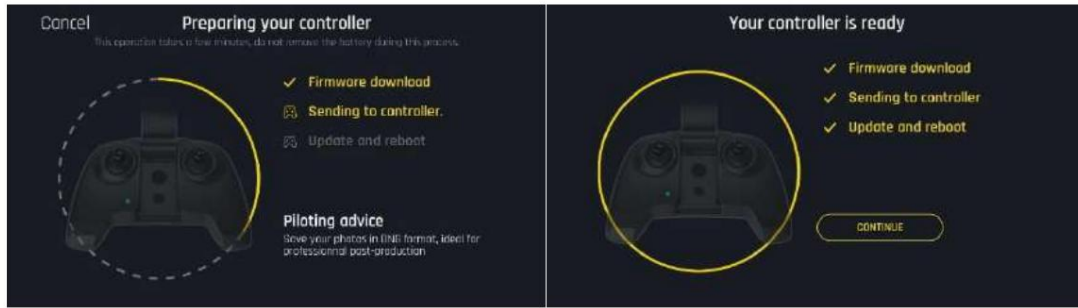 Cancel
Preparing your controller
This operation takes a few minutes, do not remove the battery during this process.
Firmware download
Sending to controller.
Update and reboot
Piloting advice
Save your photos in DNG format, ideal for
professionnal post-production
Your controller is ready
Firmware download
Sending to controller
Update and reboot
CONTINUE